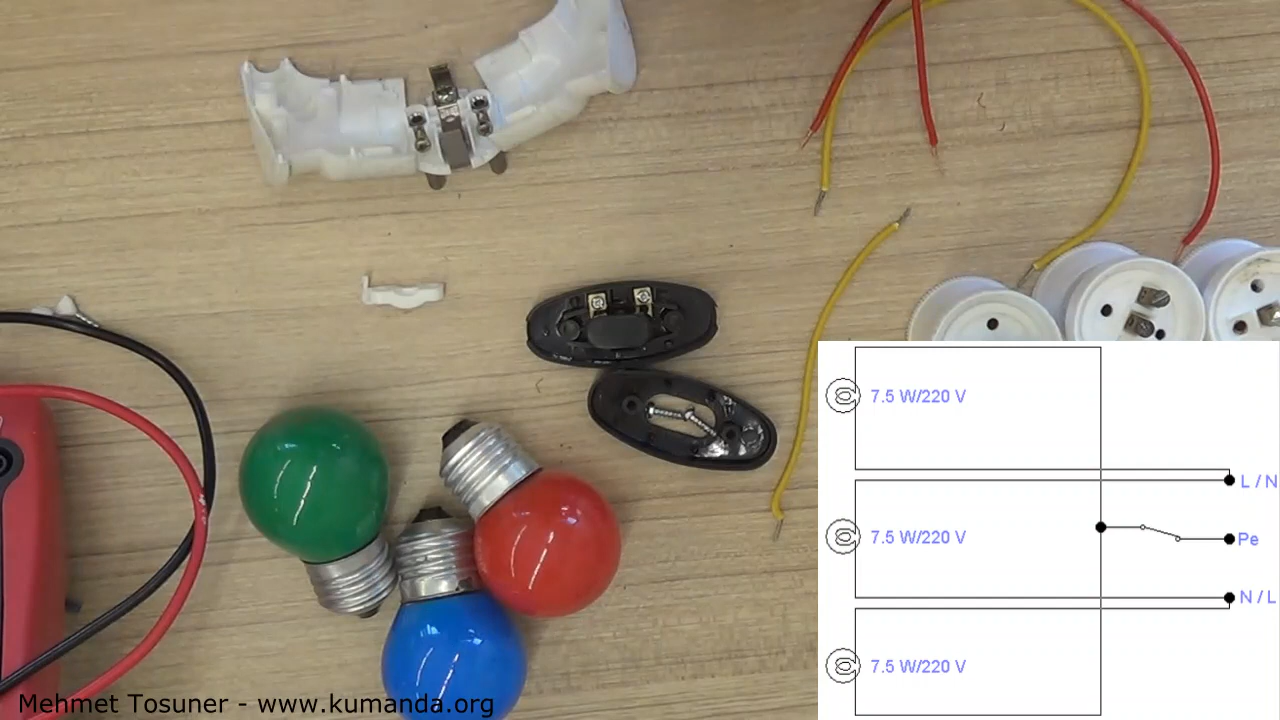 7.5 W/220 V
L / N
7.5 W/220 V
Pe
N / L
7.5 W/220 V
Mehmet Tosuner - www.kumanda.org